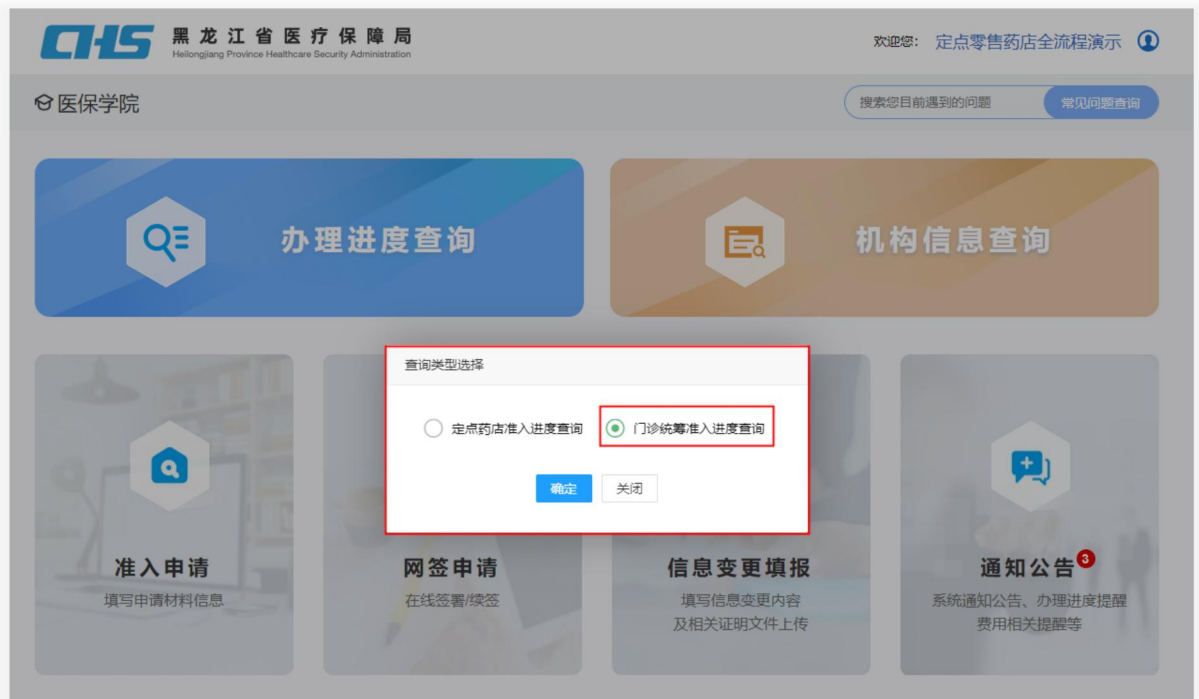 CHS
黑龙江省医疗保障局
Heilongjiang Province Healthcare Security Administration
欢迎您: 定点零售药店全流程演示
医保学院
搜索您目前遇到的问题
常见问题查询
办理进度查询
机构信息查询
查询类型选择
定点药店准入进度查询
门诊统筹准入进度查询
确定
关闭
准入申请
填写申请材料信息
网签申请
在线签署/续签
信息变更填报
填写信息变更内容
及相关证明文件上传
通知公告
3
系统通知公告、办理进度提醒
费用相关提醒等